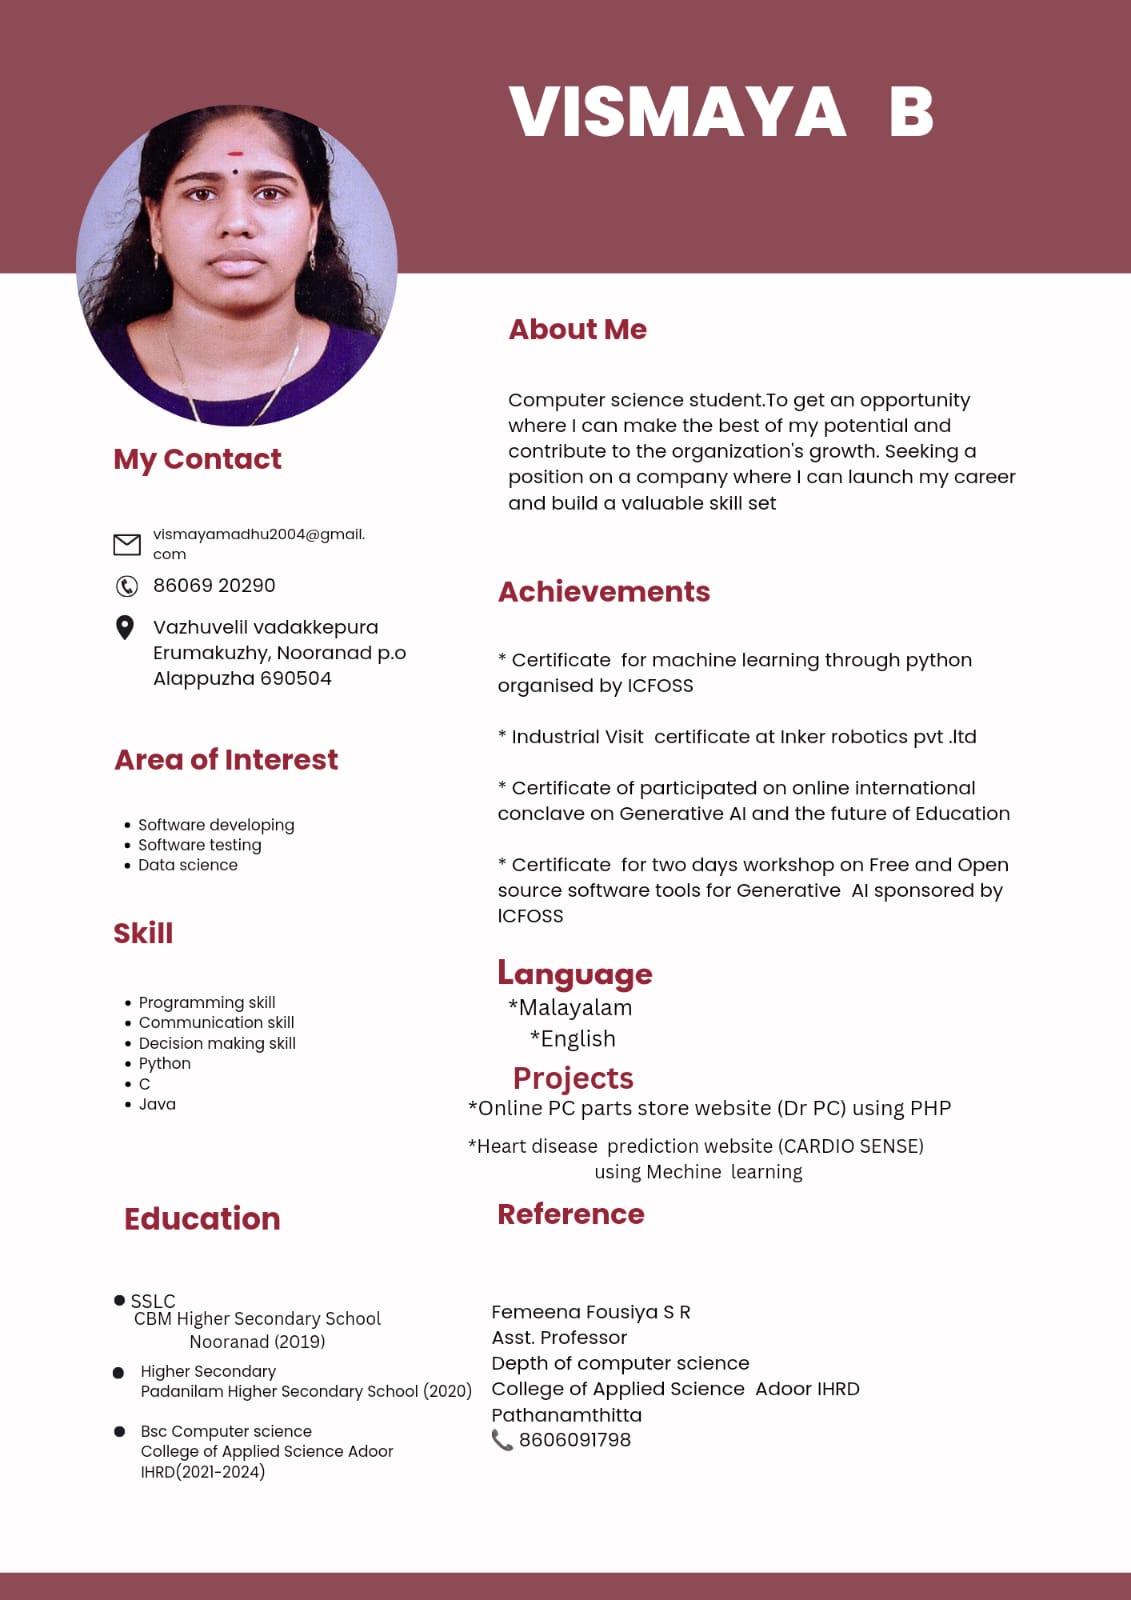 VISMAYA B
My Contact
vismayamadhu2004@gmail.
com
86069 20290
Vazhuvelil vadakkepura
Erumakuzhy, Nooranad p.o
Alappuzha 690504
Area of Interest
Software developing
Software testing
Data science
Skill
Programming skill
Communication skill
Decision making skill
Python
C
Java
Education
SSLC
CBM Higher Secondary School
Nooranad (2019)
Higher Secondary
Padanilam Higher Secondary School (2020)
Bsc Computer science
College of Applied Science Adoor
IHRD(2021-2024)
About Me
Computer science student.To get an opportunity
where I can make the best of my potential and
contribute to the organization's growth. Seeking a
position on a company where I can launch my career
and build a valuable skill set
Achievements
* Certificate for machine learning through python
organised by ICFOSS
* Industrial Visit certificate at Inker robotics pvt .ltd
* Certificate of participated on online international
conclave on Generative AI and the future of Education
* Certificate for two days workshop on Free and Open
source software tools for Generative AI sponsored by
ICFOSS
Language
*Malayalam
*English
Projects
*Online PC parts store website (Dr PC) using PHP
*Heart disease prediction website (CARDIO SENSE)
using Mechine learning
Reference
Femeena Fousiya S R
Asst. Professor
Depth of computer science
College of Applied Science Adoor IHRD
Pathanamthitta
8606091798